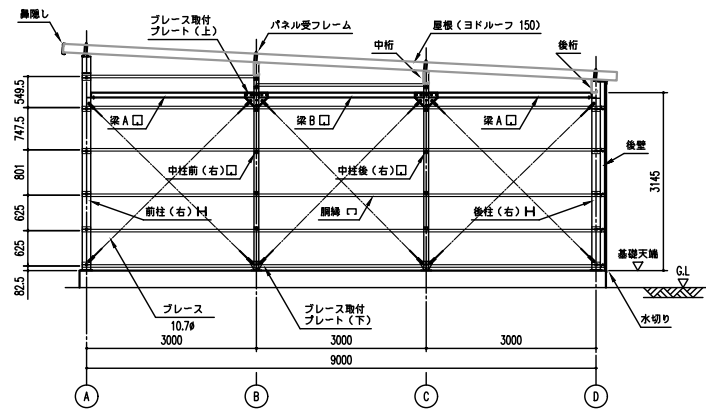 鼻隠し
ブレース取付
プレート(上)
パネル受フレーム
中桁
屋根(ヨドルーフ 150)
後桁
549.5
747.5
801
625
625
82.5
梁A
梁B
梁A
中柱前(右)
中柱後(右)
後壁
3145
前柱(右)
胴縁
後柱(右)
基礎天端
G.L
ブレース
10.7φ
ブレース取付
プレート(下)
水切り
3000
3000
3000
9000
A
B
C
D